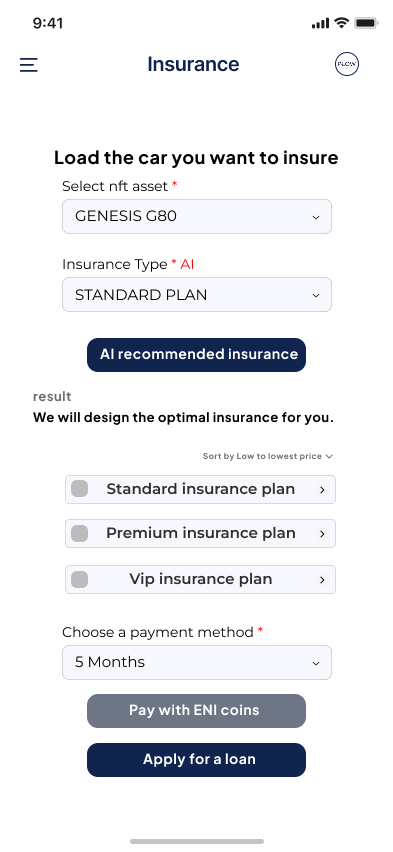 9:41
Insurance
PLOW
Load the car you want to insure
Select nft asset *
GENESIS G80
Insurance Type * AI
STANDARD PLAN
AI recommended insurance
result
We will design the optimal insurance for you.
Sort by Low to lowest price
Standard insurance plan
Premium insurance plan
Vip insurance plan
Choose a payment method *
5 Months
Pay with ENI coins
Apply for a loan